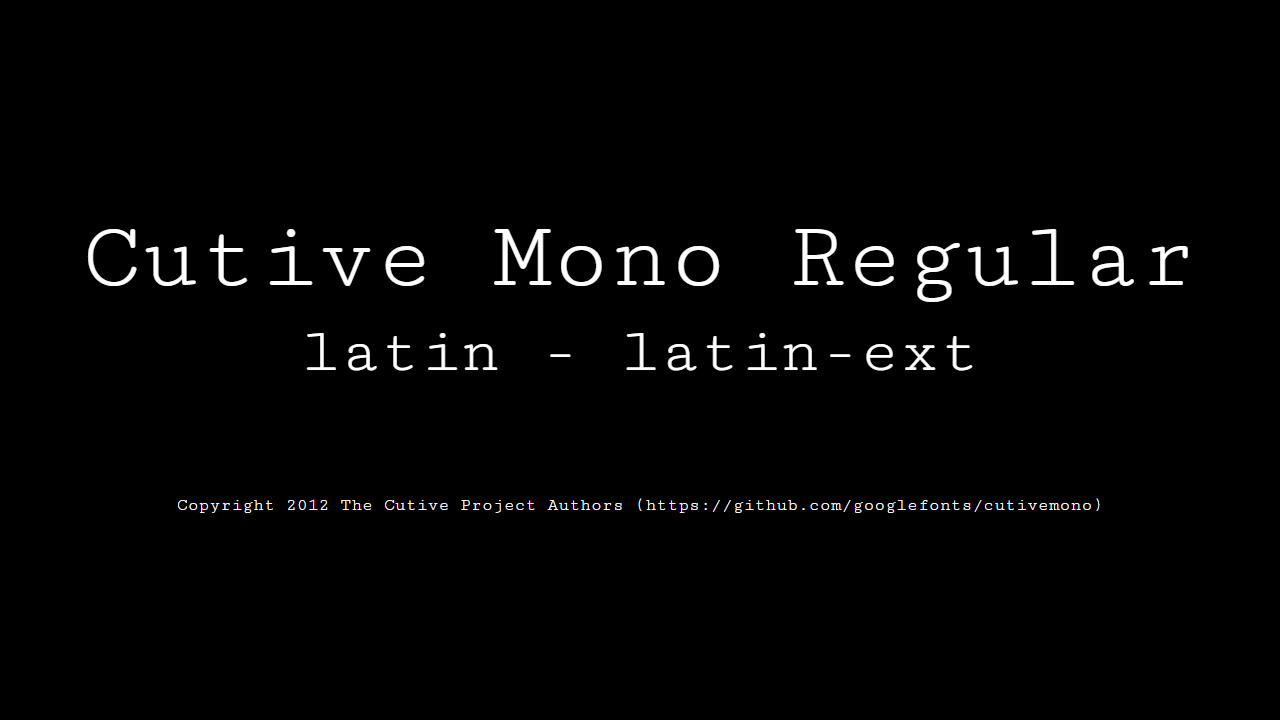 Cutive Mono Regular
latin - latin-ext
Copyright 2012 The Cutive Project Authors (https://github.com/googlefonts/cutivemono)